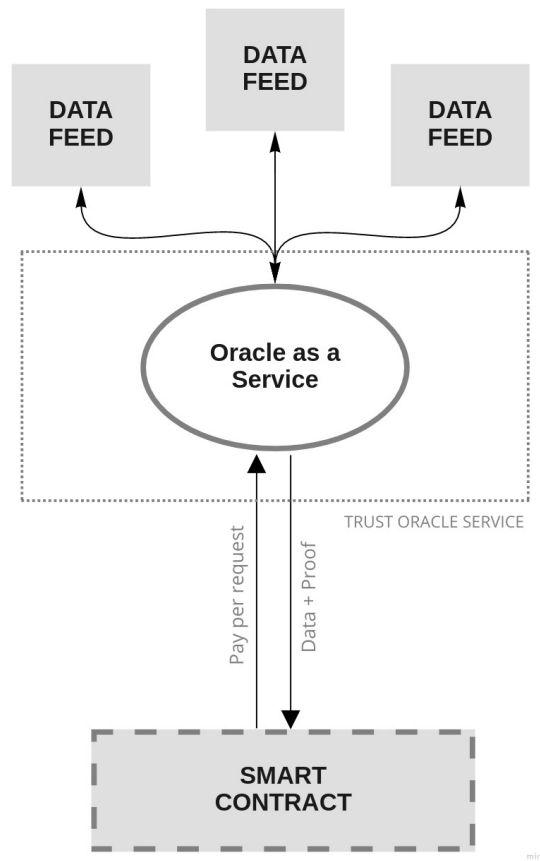 DATA
FEED
DATA
FEED
DATA
FEED
Oracle as a
Service
TRUST ORACLE SERVICE
Pay per request
Data + Proof
SMART
CONTRACT